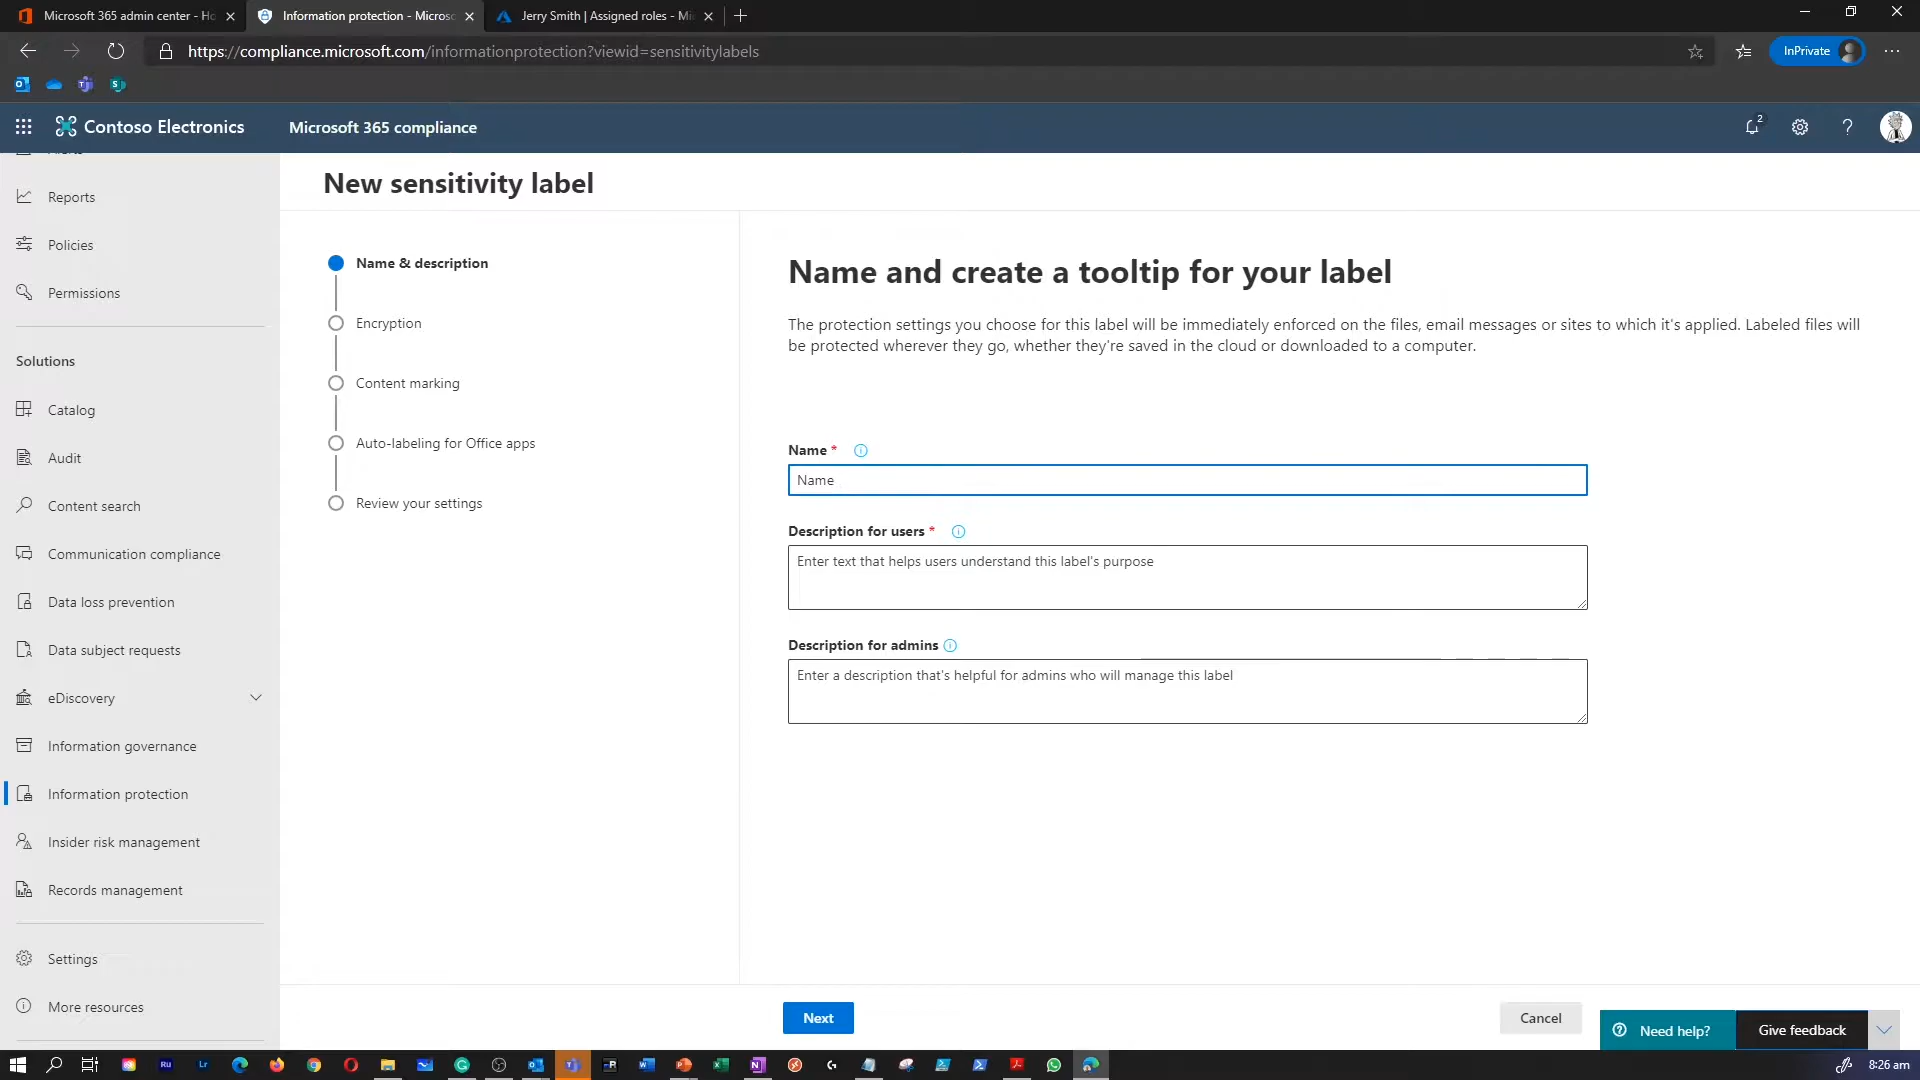 Microsoft 365 admin center - Ho
Information protection - Microso
Jerry Smith | Assigned roles - Mi
https://compliance.microsoft.com/informationprotection?viewid=sensitivitylabels
InPrivate
Contoso Electronics
Microsoft 365 compliance
2
Alerts
Reports
Policies
Permissions
Solutions
Catalog
Audit
Content search
Communication compliance
Data loss prevention
Data subject requests
eDiscovery
Information governance
Information protection
Insider risk management
Records management
Settings
More resources
New sensitivity label
Name & description
Encryption
Content marking
Auto-labeling for Office apps
Review your settings
Name and create a tooltip for your label
The protection settings you choose for this label will be immediately enforced on the files, email messages or sites to which it's applied. Labeled files will
be protected wherever they go, whether they're saved in the cloud or downloaded to a computer.
Name *
Name
Description for users *
Enter text that helps users understand this label's purpose
Description for admins
Enter a description that's helpful for admins who will manage this label
Next
Cancel
Need help?
Give feedback
8:26 am